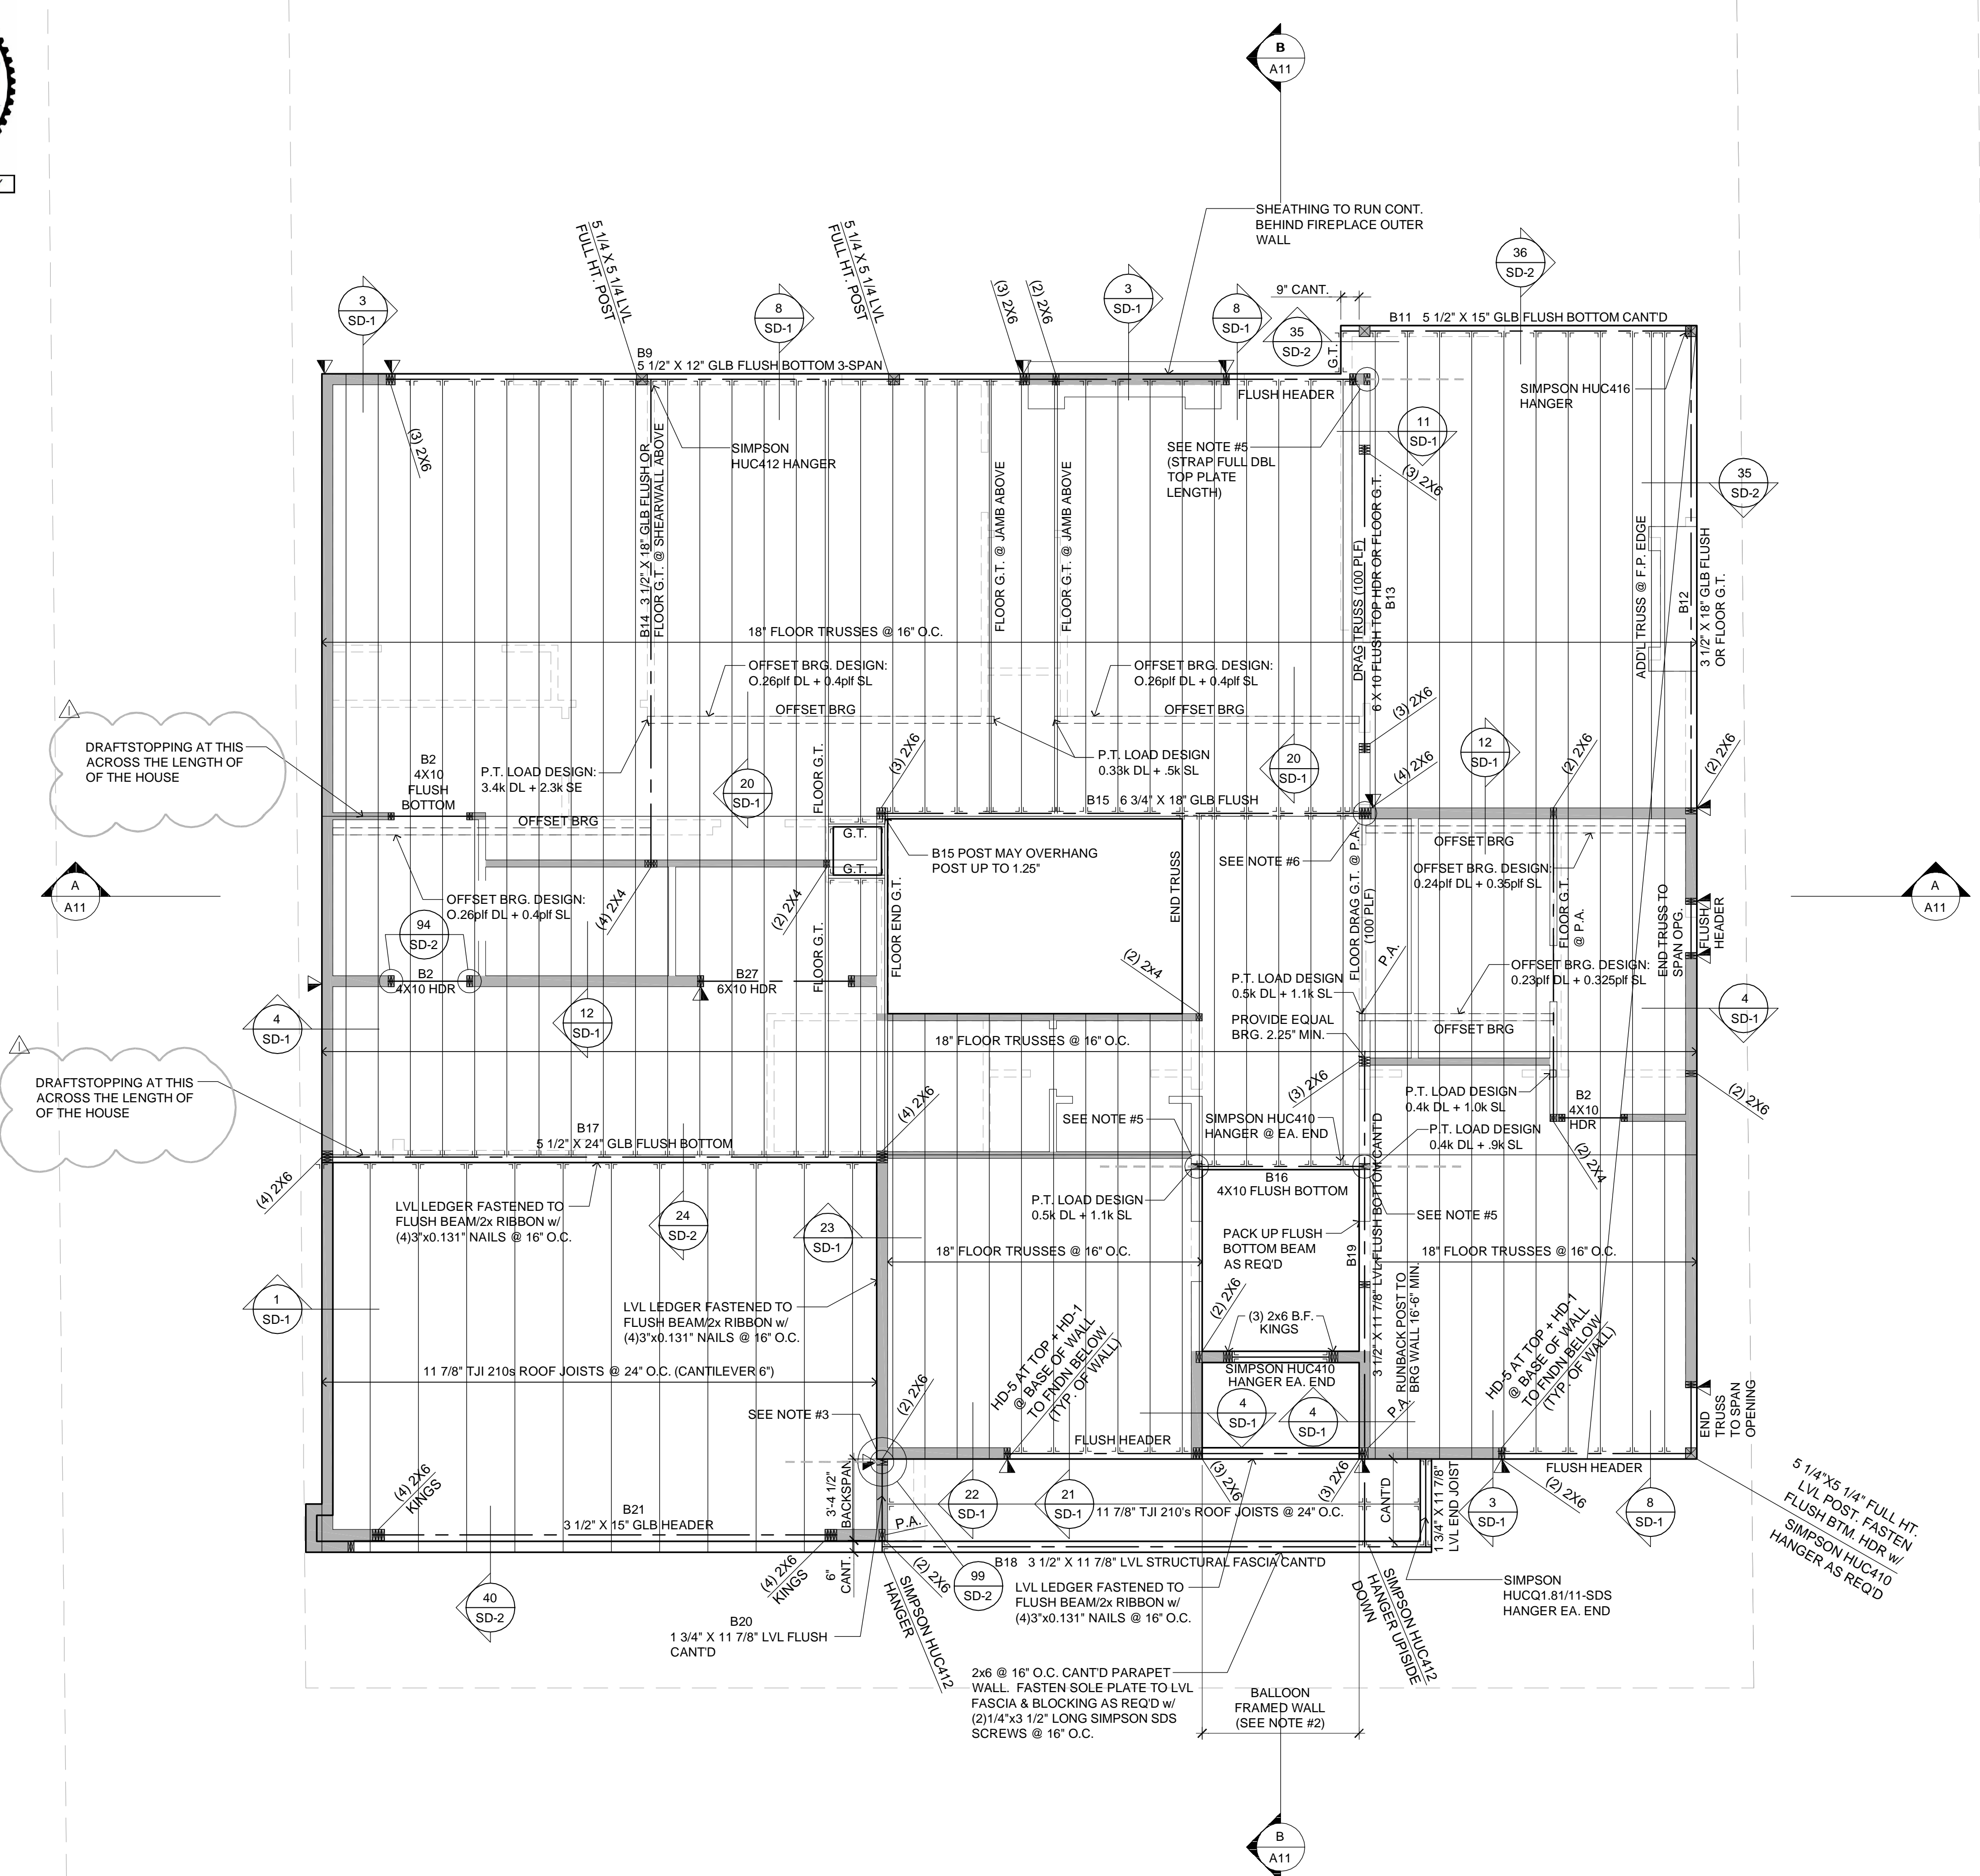 B
A11
SHEATHING TO RUN CONT.
BEHIND FIREPLACE OUTER
WALL
36
SD-2
5 1/4 X 5 1/4 LVL
FULL HT. POST
5 1/4 X 5 1/4 LVL
FULL HT. POST
3
SD-1
8
SD-1
(3) 2X6
(2) 2X6
3
SD-1
8
SD-1
9" CANT.
35
SD-2
B11 5 1/2" X 15" GLB FLUSH BOTTOM CANT'D
G.T.
B9
5 1/2" X 12" GLB FLUSH BOTTOM 3-SPAN
FLUSH HEADER
SIMPSON HUC416
HANGER
(3) 2X6
SIMPSON
HUC412 HANGER
SEE NOTE #5
(STRAP FULL DBL
TOP PLATE
LENGTH)
11
SD-1
(3) 2X6
35
SD-2
B14 3 1/2" X 18" GLB FLUSH OR
FLOOR G.T. @ SHEARWALL ABOVE
FLOOR G.T. @ JAMB ABOVE
FLOOR G.T. @ JAMB ABOVE
DRAG TRUSS (100 PLF)
6 X 10 FLUSH TOP HDR OR FLOOR G.T.
B13
ADD'L TRUSS @ F.P. EDGE
B12
3 1/2" X 18" GLB FLUSH
OR FLOOR G.T.
18" FLOOR TRUSSES @ 16" O.C.
OFFSET BRG. DESIGN:
O.26plf DL + 0.4plf SL
OFFSET BRG
OFFSET BRG. DESIGN:
O.26plf DL + 0.4plf SL
OFFSET BRG
(3) 2X6
DRAFTSTOPPING AT THIS
ACROSS THE LENGTH OF
OF THE HOUSE
B2
4X10
FLUSH
BOTTOM
P.T. LOAD DESIGN:
3.4k DL + 2.3k SE
20
SD-1
FLOOR G.T.
(3) 2X6
P.T. LOAD DESIGN
0.33k DL + .5k SL
20
SD-1
(4) 2X6
12
SD-1
(2) 2X6
(2) 2X6
B15 6 3/4" X 18" GLB FLUSH
OFFSET BRG
G.T.
G.T.
B15 POST MAY OVERHANG
POST UP TO 1.25"
SEE NOTE #6
OFFSET BRG
OFFSET BRG. DESIGN:
0.24plf DL + 0.35plf SL
A
A11
A
A11
OFFSET BRG. DESIGN:
O.26plf DL + 0.4plf SL
94
SD-2
(4) 2X4
(2) 2X4
FLOOR G.T.
FLOOR END G.T.
END TRUSS
FLOOR DRAG G.T. @ P.A.
(100 PLF)
P.A.
FLOOR G.T.
@ P.A.
END TRUSS TO
SPAN OPG.
FLUSH
HEADER
B2
4X10 HDR
B27
6X10 HDR
(2) 2x4
P.T. LOAD DESIGN
0.5k DL + 1.1k SL
OFFSET BRG. DESIGN:
0.23plf DL + 0.325plf SL
4
SD-1
12
SD-1
PROVIDE EQUAL
BRG. 2.25" MIN.
OFFSET BRG
4
SD-1
18" FLOOR TRUSSES @ 16" O.C.
DRAFTSTOPPING AT THIS
ACROSS THE LENGTH OF
OF THE HOUSE
(3) 2X6
P.T. LOAD DESIGN
0.4k DL + 1.0k SL
B2
4X10
HDR
(2) 2X6
(4) 2X6
SEE NOTE #5
SIMPSON HUC410
HANGER @ EA. END
P.T. LOAD DESIGN
0.4k DL + .9k SL
(2) 2X4
B17
5 1/2" X 24" GLB FLUSH BOTTOM
(4) 2X6
B16
4X10 FLUSH BOTTOM
P.T. LOAD DESIGN
0.5k DL + 1.1k SL
SEE NOTE #5
LVL LEDGER FASTENED TO
FLUSH BEAM/2x RIBBON w/
(4)3"x0.131" NAILS @ 16" O.C.
24
SD-2
23
SD-1
PACK UP FLUSH
BOTTOM BEAM
AS REQ'D
B19
3 1/2" X 11 7/8" LVL FLUSH BOTTOM CANT'D
18" FLOOR TRUSSES @ 16" O.C.
18" FLOOR TRUSSES @ 16" O.C.
1
SD-1
LVL LEDGER FASTENED TO
FLUSH BEAM/2x RIBBON w/
(4)3"x0.131" NAILS @ 16" O.C.
(2) 2X6
(3) 2x6 B.F.
KINGS
RUNBACK POST TO
BRG WALL 16'-6" MIN.
HD-5 AT TOP + HD-1
@ BASE OF WALL
TO FNDN BELOW
(TYP. OF WALL)
HD-5 AT TOP + HD-1
@ BASE OF WALL
TO FNDN BELOW
(TYP. OF WALL)
11 7/8" TJI 210s ROOF JOISTS @ 24" O.C. (CANTILEVER 6")
SIMPSON HUC410
HANGER EA. END
SEE NOTE #3
(2) 2X6
4
SD-1
4
SD-1
P.A.
END
TRUSS
TO SPAN
OPENING
FLUSH HEADER
FLUSH HEADER
(4) 2X6
KINGS
3'-4 1/2"
BACKSPAN
22
SD-1
21
SD-1
(3) 2X6
(3) 2X6
CANT'D
1 3/4" X 11 7/8"
LVL END JOIST
3
SD-1
(2) 2X6
8
SD-1
5 1/4"X5 1/4" FULL HT.
LVL POST. FASTEN
FLUSH BTM. HDR w/
SIMPSON HUC410
HANGER AS REQ'D
B21
3 1/2" X 15" GLB HEADER
P.A.
11 7/8" TJI 210's ROOF JOISTS @ 24" O.C.
40
SD-2
(4) 2X6
KINGS
6"
CANT.
(2) 2X6
99
SD-2
B18 3 1/2" X 11 7/8" LVL STRUCTURAL FASCIA CANT'D
LVL LEDGER FASTENED TO
FLUSH BEAM/2x RIBBON w/
(4)3"x0.131" NAILS @ 16" O.C.
SIMPSON HUC412
HANGER
SIMPSON HUC412
HANGER UPISIDE
DOWN
SIMPSON
HUCQ1.81/11-SDS
HANGER EA. END
B20
1 3/4" X 11 7/8" LVL FLUSH
CANT'D
2x6 @ 16" O.C. CANT'D PARAPET
WALL. FASTEN SOLE PLATE TO LVL
FASCIA & BLOCKING AS REQ'D w/
(2)1/4"x3 1/2" LONG SIMPSON SDS
SCREWS @ 16" O.C.
BALLOON
FRAMED WALL
(SEE NOTE #2)
B
A11